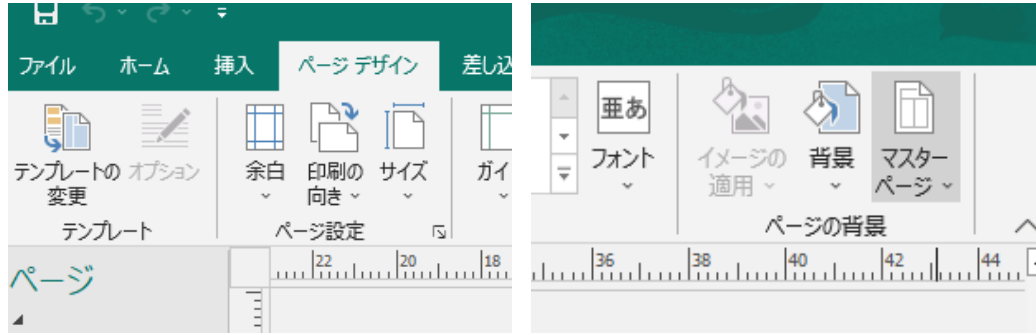 ファイル ホーム 挿入 ページ デザイン 差し込
テンプレートの
変更
オプション
テンプレート
余白
印刷の
向き
サイズ
ガイ
ページ設定
22 20 18
ページ
亜あ
フォント
イメージの
適用
背景
マスター
ページ
ページの背景
36 38 40 42 44